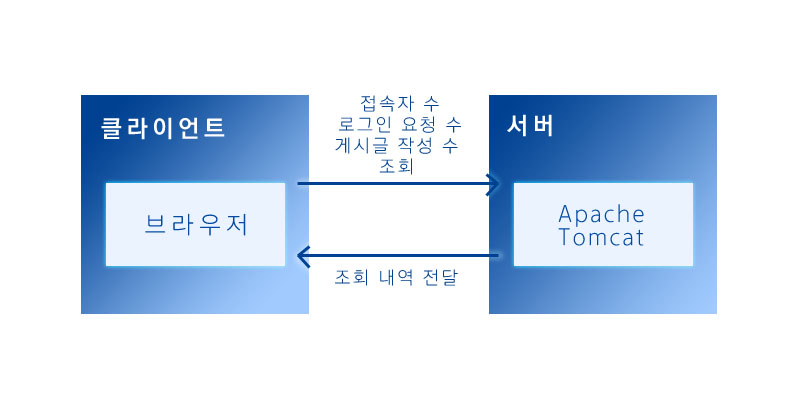 클라이언트
브라우저
접속자 수
로그인 요청 수
게시글 작성 수
조회
조회 내역 전달
서버
Apache
Tomcat